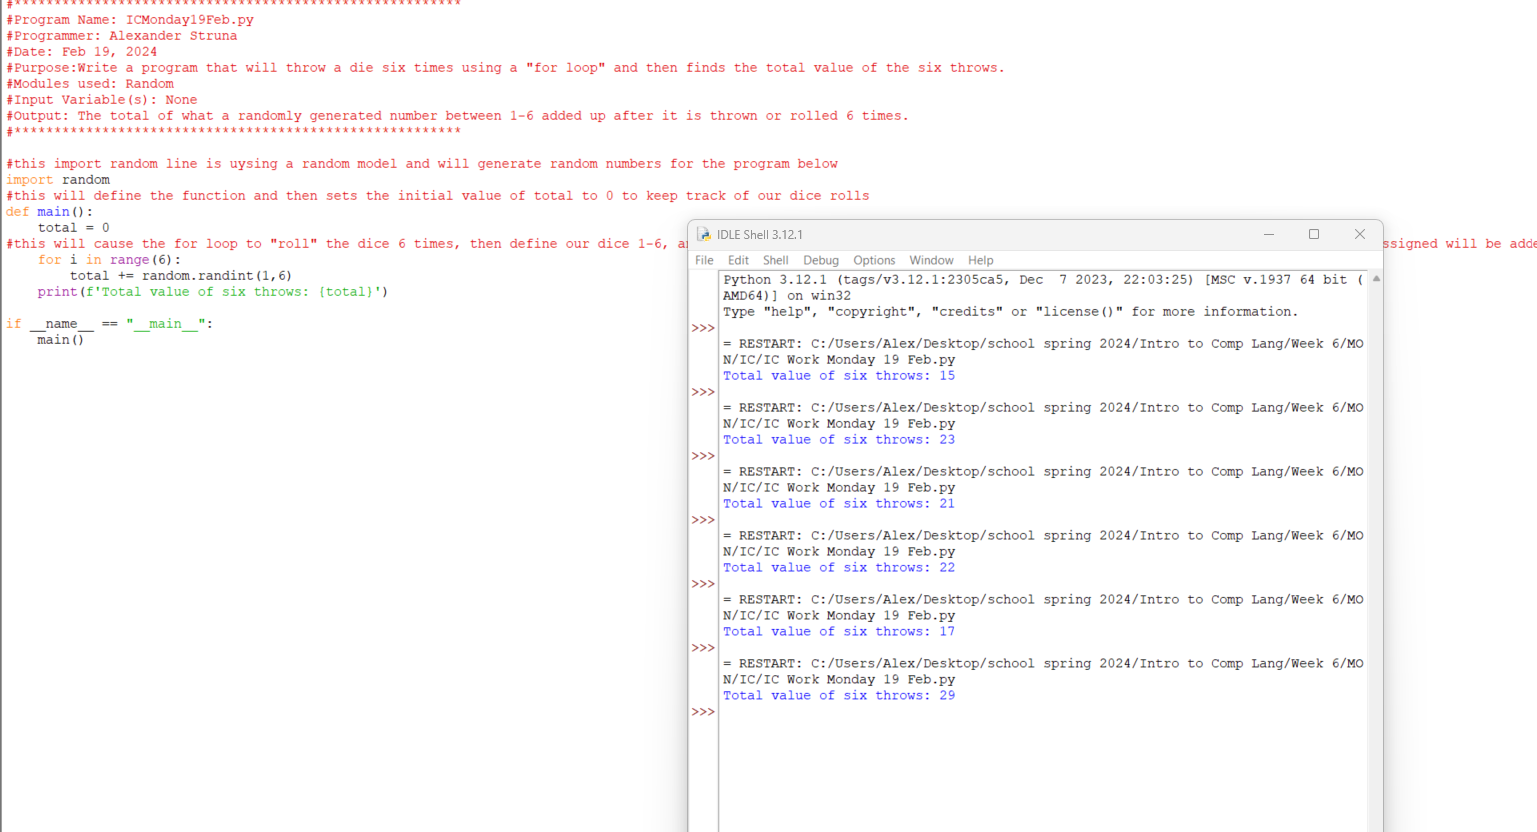 #********************************************************
#Program Name: ICMonday19Feb.py
#Programmer: Alexander Struna
#Date: Feb 19, 2024
#Purpose:Write a program that will throw a die six times using a "for loop" and then finds the total value of the six throws.
#Modules used: Random
#Input Variable(s): None
#Output: The total of what a randomly generated number between 1-6 added up after it is thrown or rolled 6 times.
#********************************************************
#this import random line is uysing a random model and will generate random numbers for the program below
import random
#this will define the function and then sets the initial value of total to 0 to keep track of our dice rolls
def main():
    total = 0
#this will cause the for loop to "roll" the dice 6 times, then define our dice 1-6, will be
    for i in range(6):
        total += random.randint(1,6)
    print(f'Total value of six throws: {total}')
if __name__ == "__main__":
    main()
IDLE Shell 3.12.1
File Edit Shell Debug Options Window Help
Python 3.12.1 (tags/v3.12.1:2305ca5, Dec  7 2023, 22:03:25) [MSC v.1937 64 bit (
AMD64)] on win32
Type "help", "copyright", "credits" or "license()" for more information.
>>>
= RESTART: C:/Users/Alex/Desktop/school spring 2024/Intro to Comp Lang/Week 6/MO
N/IC/IC Work Monday 19 Feb.py
Total value of six throws: 15
>>>
= RESTART: C:/Users/Alex/Desktop/school spring 2024/Intro to Comp Lang/Week 6/MO
N/IC/IC Work Monday 19 Feb.py
Total value of six throws: 23
>>>
= RESTART: C:/Users/Alex/Desktop/school spring 2024/Intro to Comp Lang/Week 6/MO
N/IC/IC Work Monday 19 Feb.py
Total value of six throws: 21
>>>
= RESTART: C:/Users/Alex/Desktop/school spring 2024/Intro to Comp Lang/Week 6/MO
N/IC/IC Work Monday 19 Feb.py
Total value of six throws: 22
>>>
= RESTART: C:/Users/Alex/Desktop/school spring 2024/Intro to Comp Lang/Week 6/MO
N/IC/IC Work Monday 19 Feb.py
Total value of six throws: 17
>>>
= RESTART: C:/Users/Alex/Desktop/school spring 2024/Intro to Comp Lang/Week 6/MO
N/IC/IC Work Monday 19 Feb.py
Total value of six throws: 29
>>>